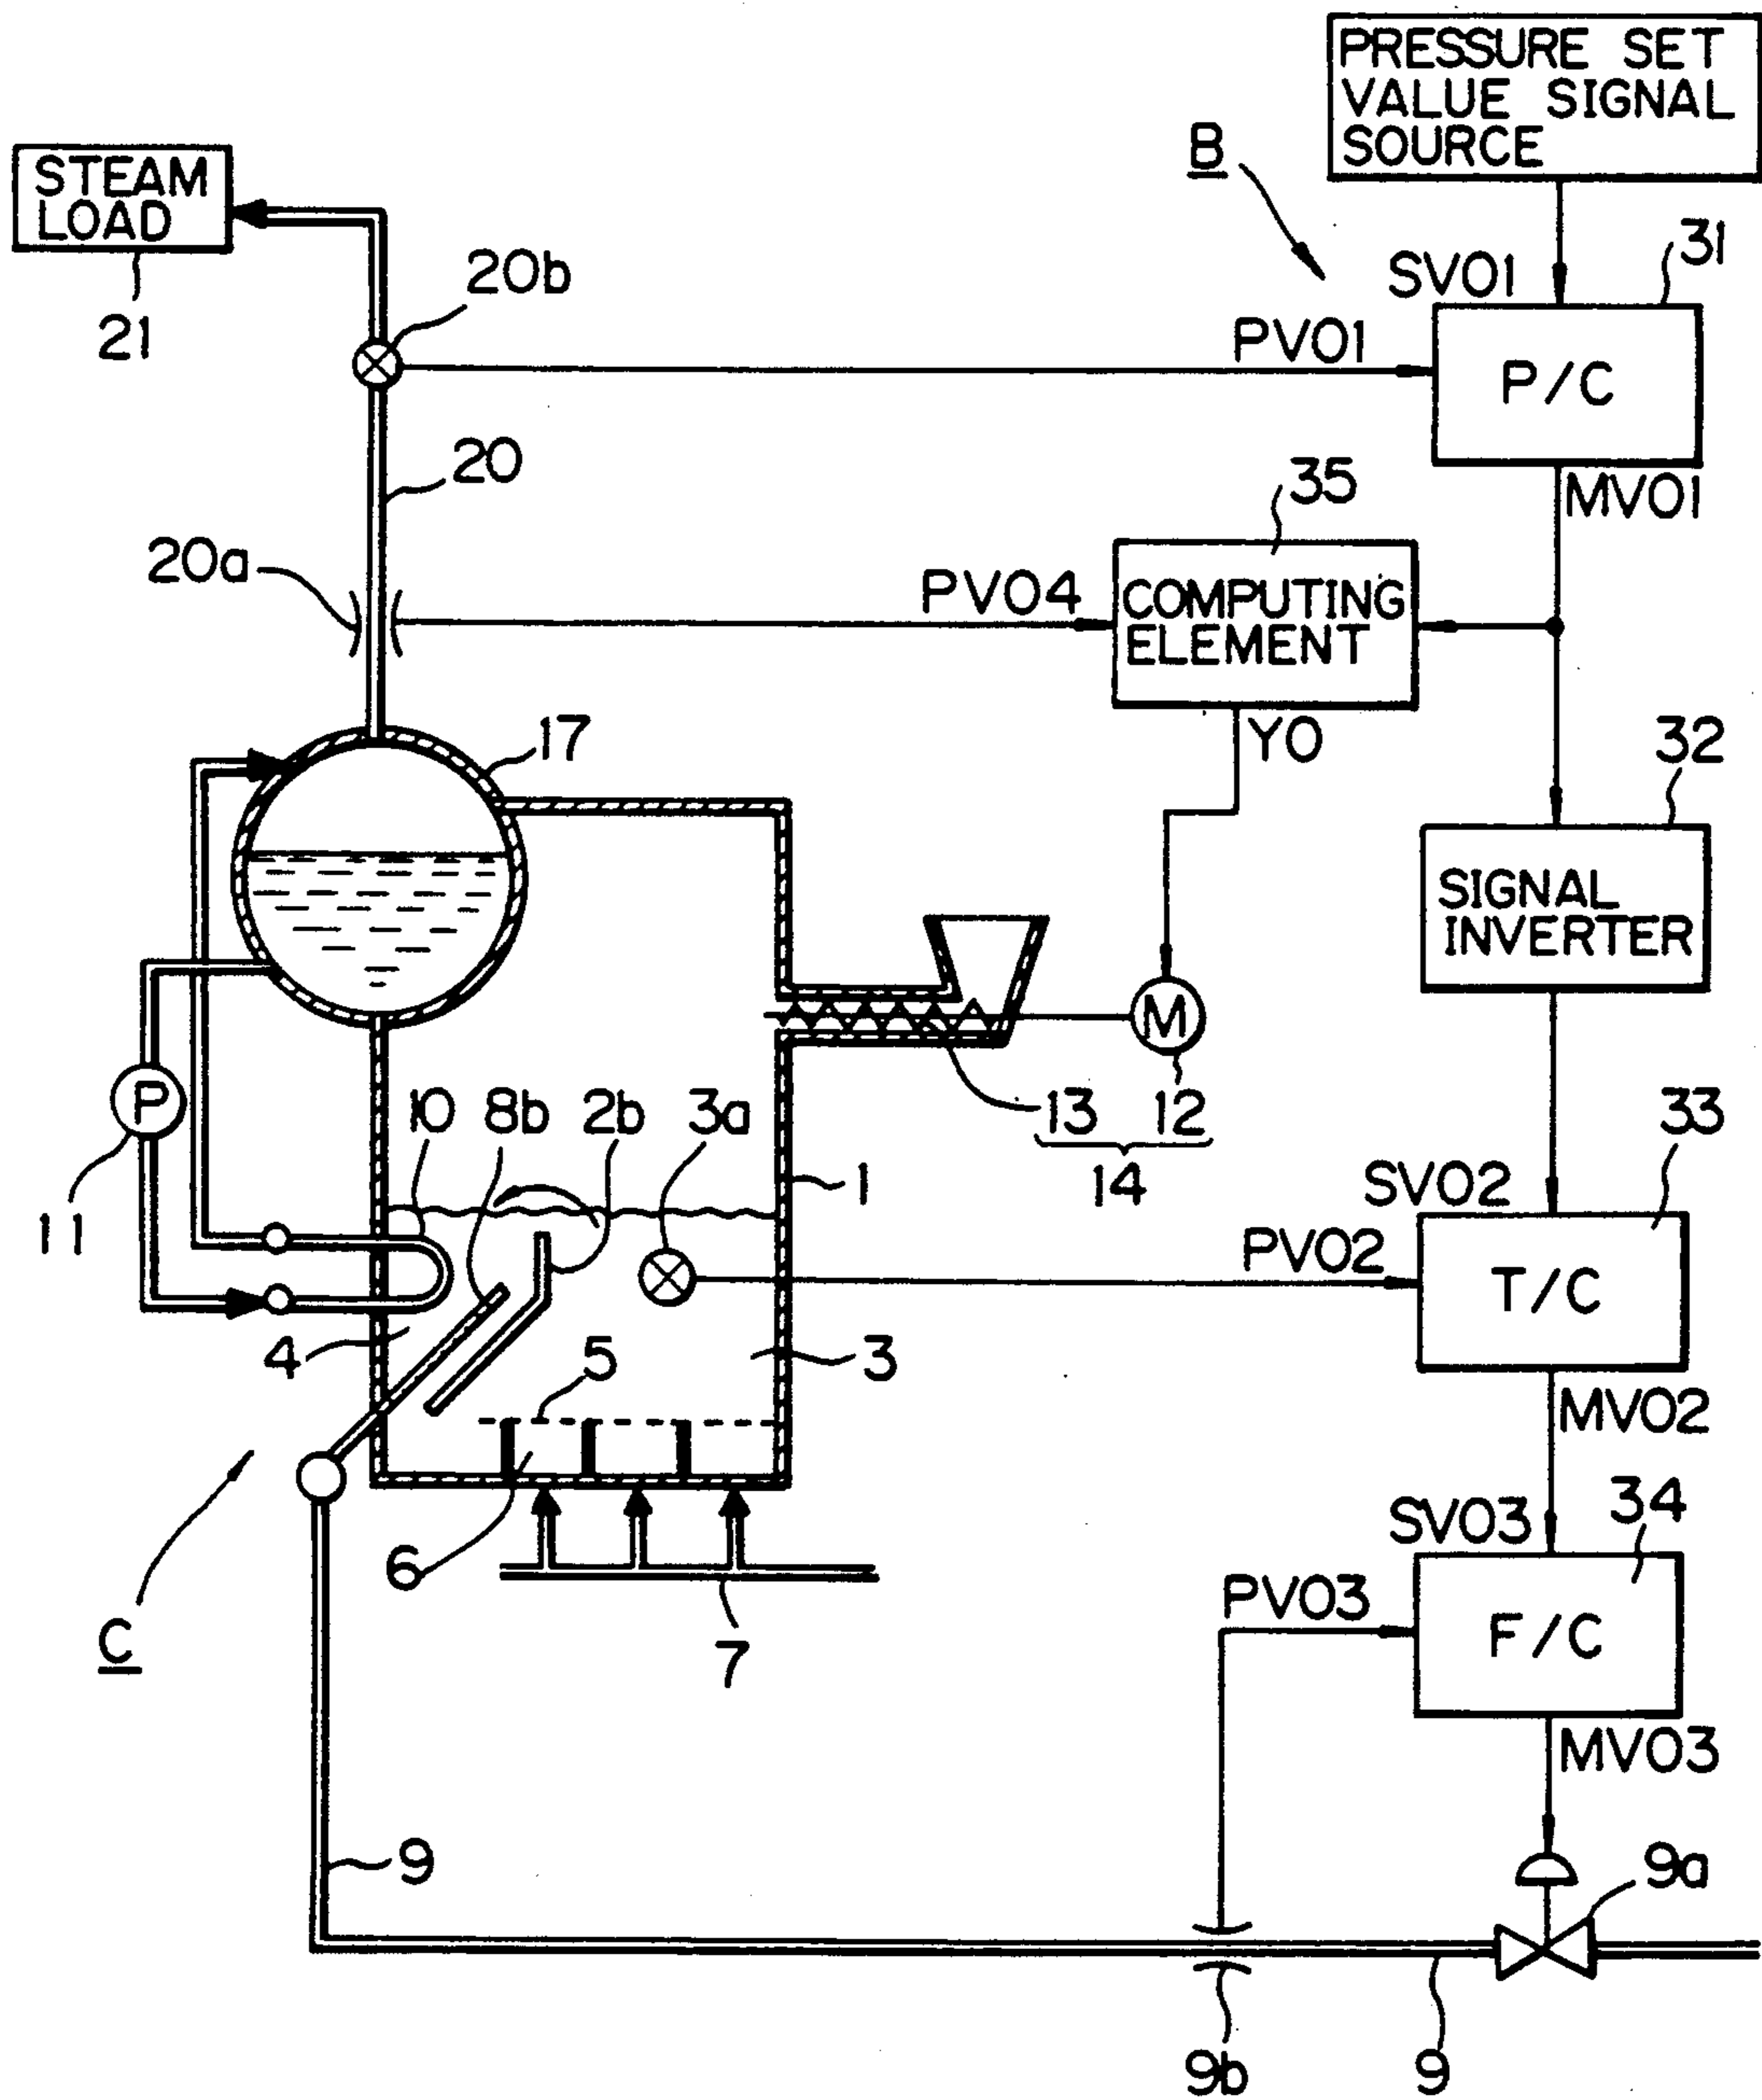 PRESSURE SET
VALUE SIGNAL
SOURCE
B
STEAM
LOAD
21
20b
SV01
31
PV01
P/C
20
MV01
35
20a
PV04
COMPUTING
ELEMENT
17
Y0
32
SIGNAL
INVERTER
M
P
10
8b
2b
3a
13
12
14
33
1
SV02
11
PV02
T/C
4
5
3
MV02
34
SV03
6
PV03
F/C
C
7
MV03
9
9a
9b
9